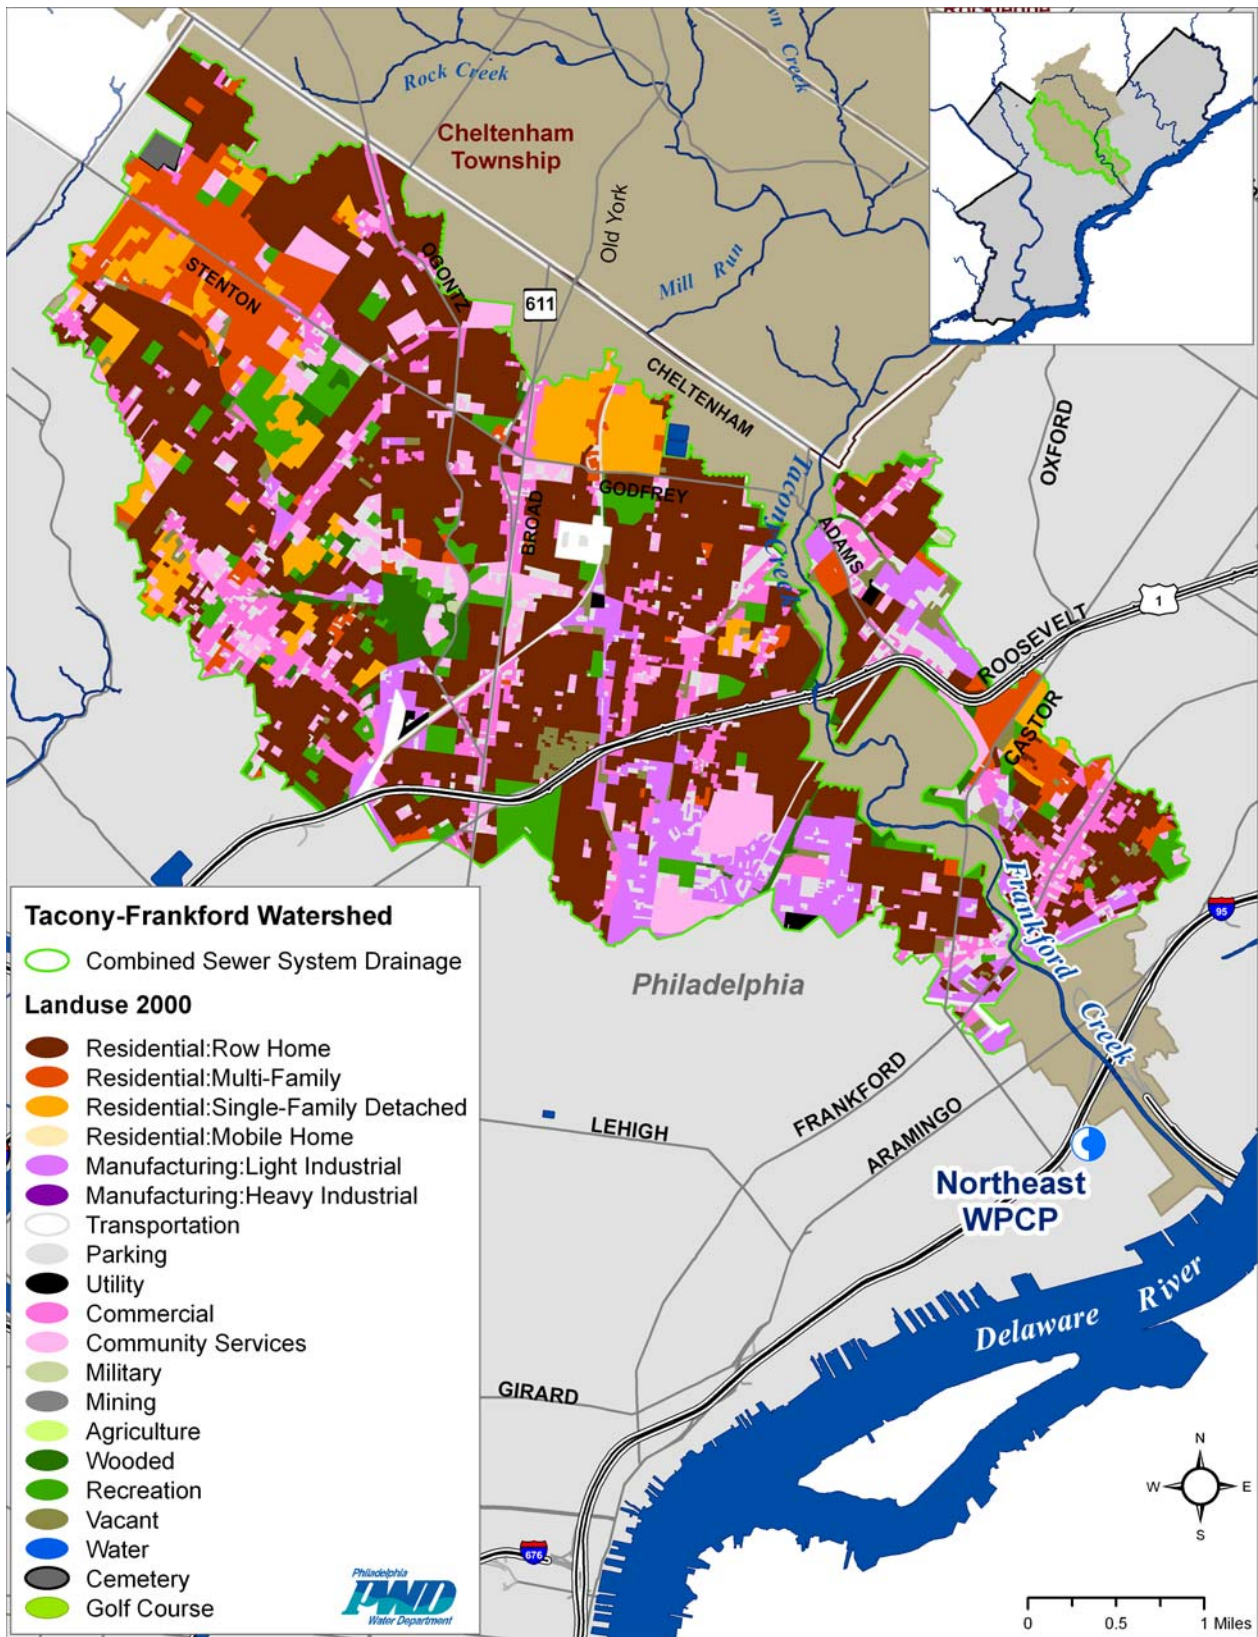 Rock Creek
Creek
Cheltenham
Township
Old York
Mill Run
OGONTZ
STENTON
611
CHELTENHAM
OXFORD
Tacony Creek
GODFREY
BROAD
ADAMS
1
ROOSEVELT
CASTOR
Frankford
Creek
95
Philadelphia
Tacony-Frankford Watershed
Combined Sewer System Drainage
Landuse 2000
Residential:Row Home
Residential:Multi-Family
Residential:Single-Family Detached
Residential:Mobile Home
Manufacturing:Light Industrial
Manufacturing:Heavy Industrial
Transportation
Parking
Utility
Commercial
Community Services
Military
Mining
Agriculture
Wooded
Recreation
Vacant
Water
Cemetery
Golf Course
Philadelphia
PWD
Water Department
LEHIGH
FRANKFORD
ARAMINGO
Northeast
WPCP
Delaware River
GIRARD
676
N
W E
S
0 0.5 1 Miles